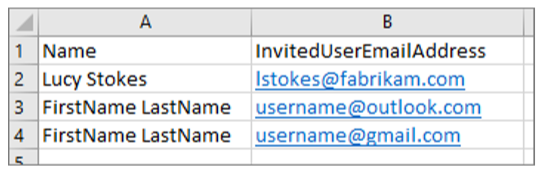 A B
1 Name InvitedUserEmailAddress
2 Lucy Stokes lstokes@fabrikam.com
3 FirstName LastName username@outlook.com
4 FirstName LastName username@gmail.com
5